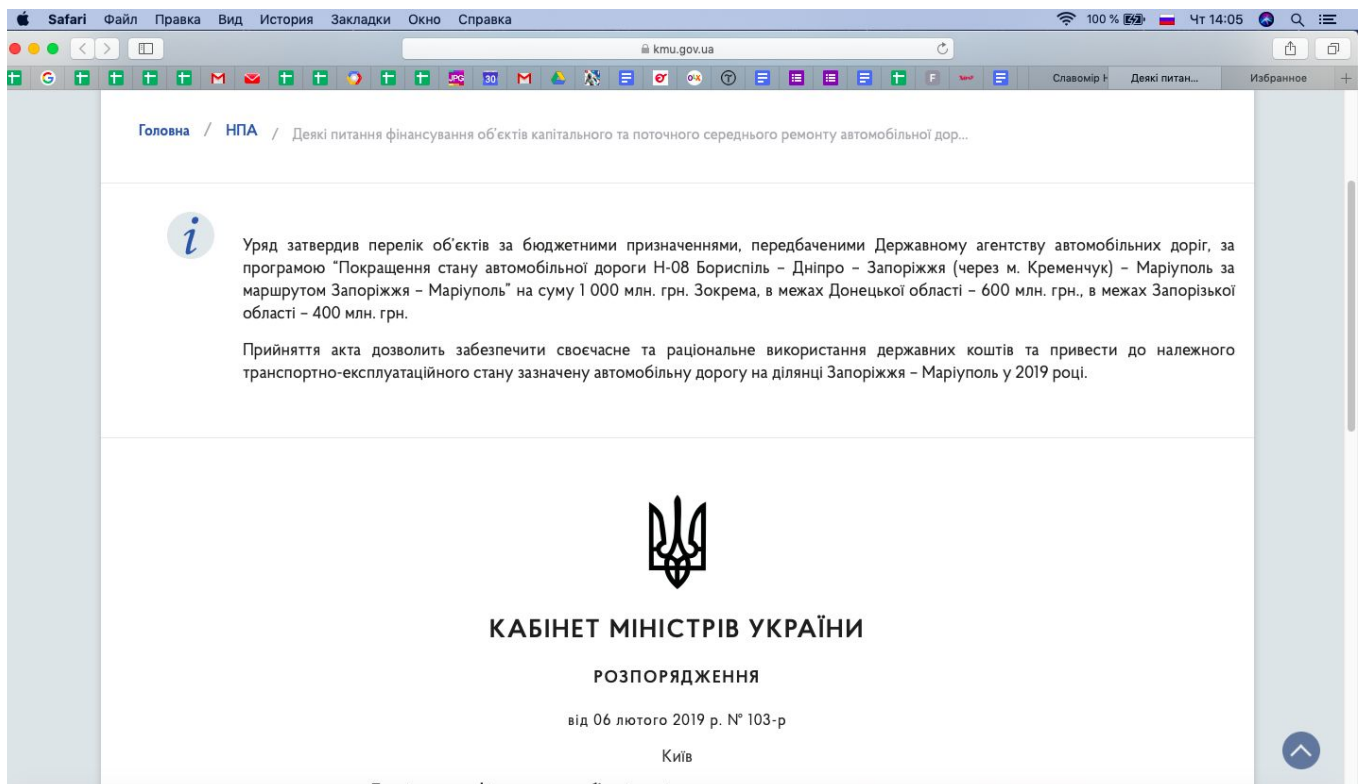 Safari Файл Правка Вид История Закладки Окно Справка 100 % Чт 14:05
kmu.gov.ua
Славомір Н Деякі питан... Избранное
Головна / НПА / Деякі питання фінансування об’єктів капітального та поточного середнього ремонту автомобільної дор...
Уряд затвердив перелік об’єктів за бюджетними призначеннями, передбаченими Державному агентству автомобільних доріг, за
програмою “Покращення стану автомобільної дороги Н-08 Бориспіль – Дніпро – Запоріжжя (через м. Кременчук) – Маріуполь за
маршрутом Запоріжжя – Маріуполь” на суму 1 000 млн. грн. Зокрема, в межах Донецької області – 600 млн. грн., в межах Запорізької
області – 400 млн. грн.
Прийняття акта дозволить забезпечити своєчасне та раціональне використання державних коштів та привести до належного
транспортно-експлуатаційного стану зазначену автомобільну дорогу на ділянці Запоріжжя – Маріуполь у 2019 році.
КАБІНЕТ МІНІСТРІВ УКРАЇНИ
РОЗПОРЯДЖЕННЯ
від 06 лютого 2019 р. № 103-р
Київ